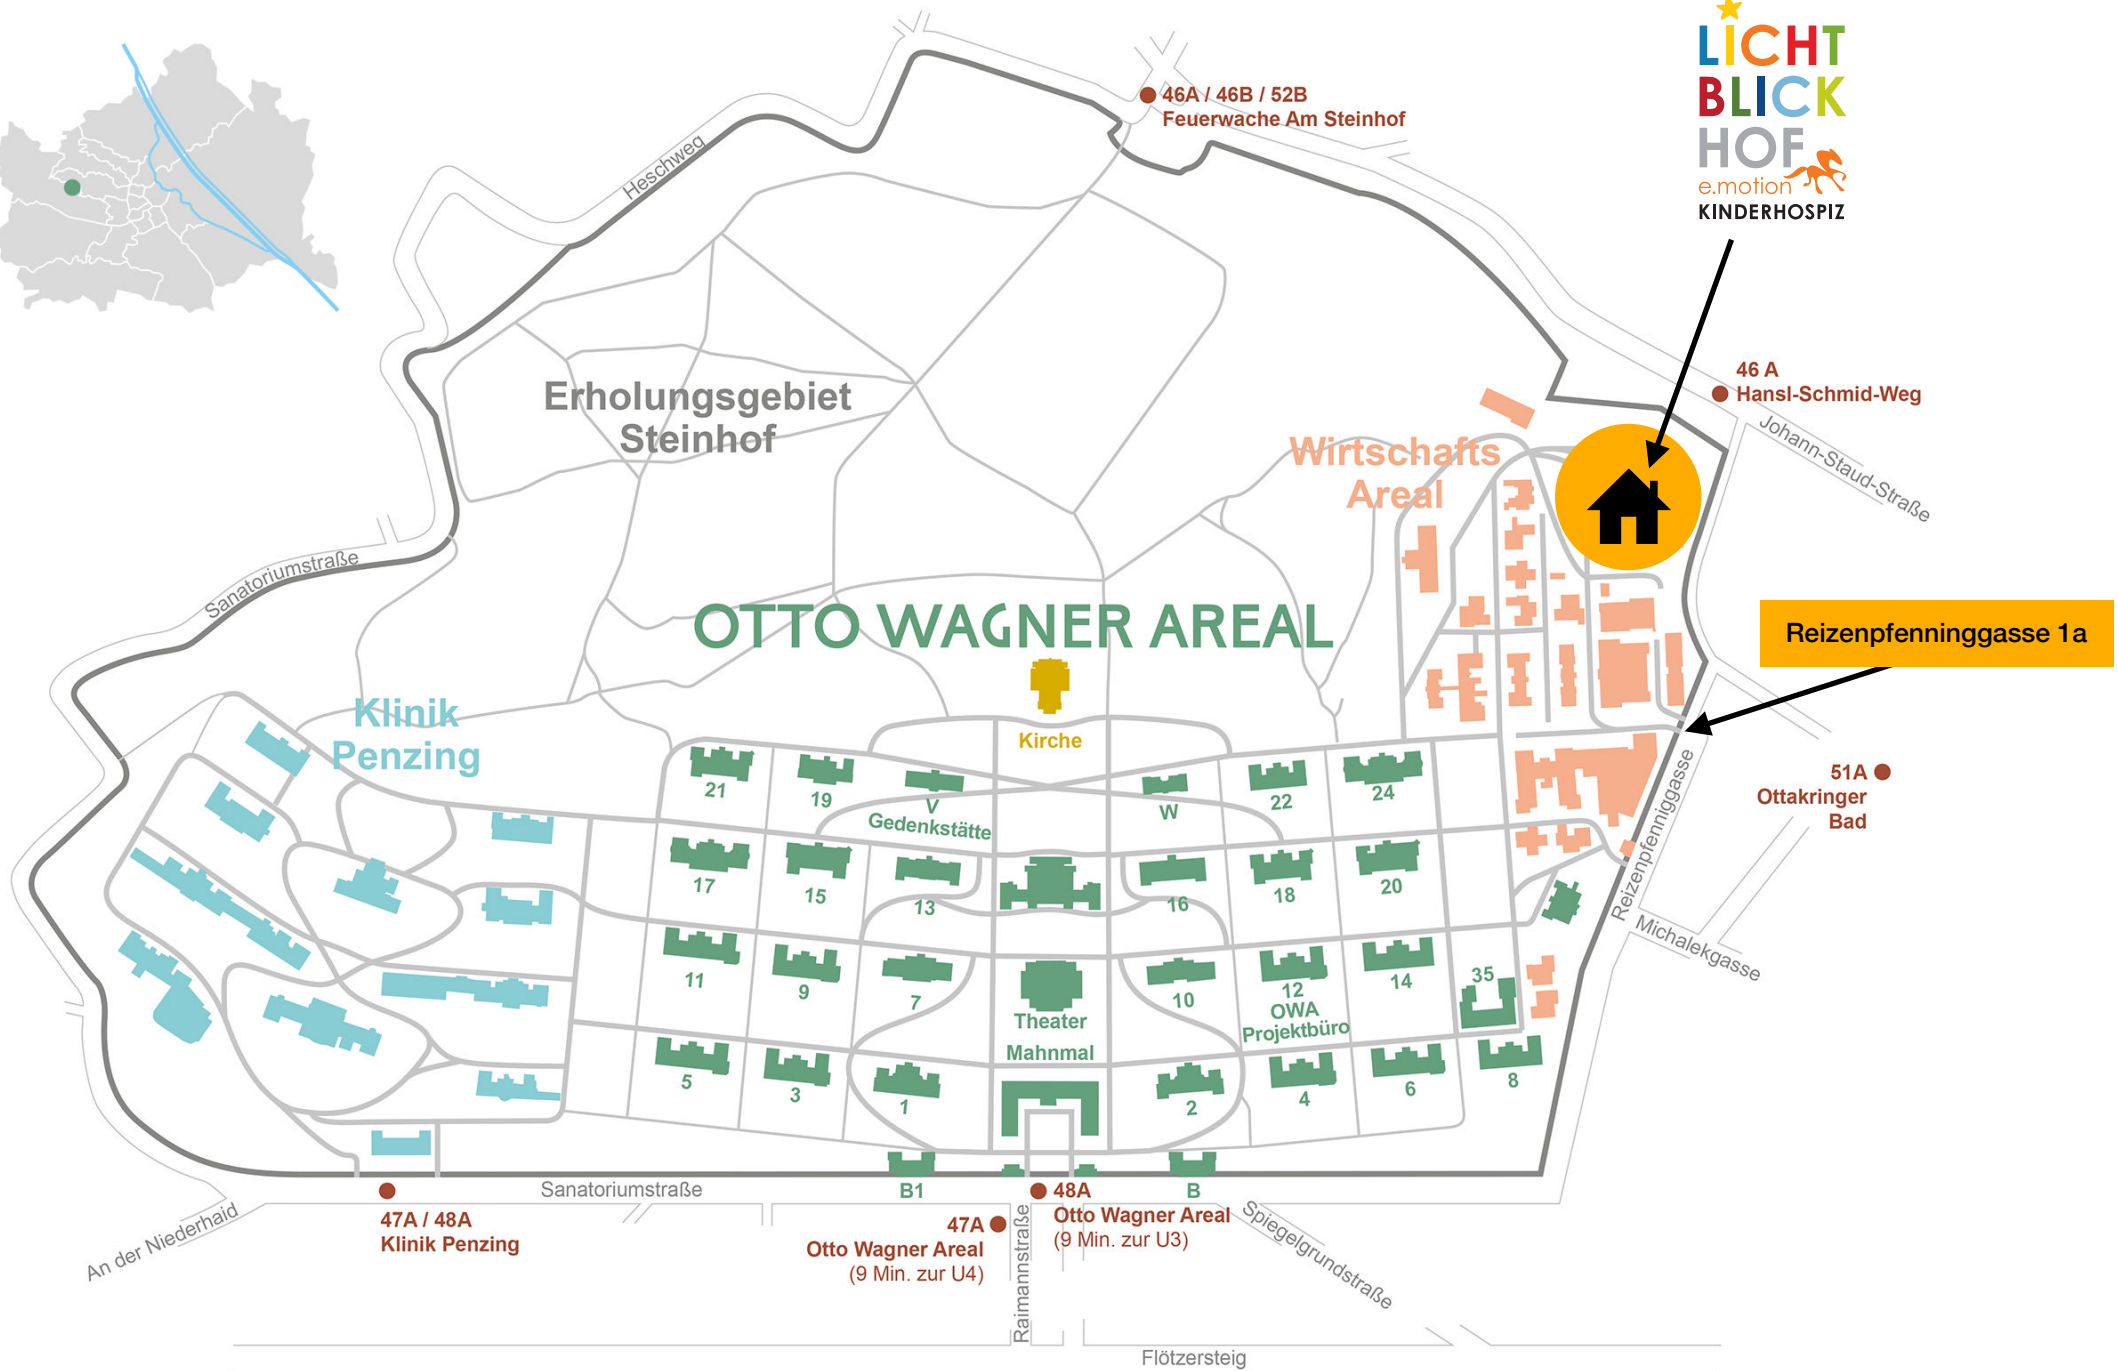 LICHT
BLICK
HOF
e.motion
KINDERHOSPIZ
46A / 46B / 52B
Feuerwache Am Steinhof
Heschweg
46 A
Hansl-Schmid-Weg
Johann-Staud-Straße
Erholungsgebiet
Steinhof
Wirtschafts
Areal
Sanatoriumstraße
OTTO WAGNER AREAL
Reizenpfenninggasse 1a
Klinik
Penzing
Kirche
21
19
V
Gedenkstätte
W
22
24
51A
Ottakringer
Bad
Reizenpfenniggasse
17
15
13
16
18
20
Michalekgasse
11
9
7
10
12
OWA
Projektbüro
14
35
Theater
Mahnmal
5
3
1
2
4
6
8
B1
B
Sanatoriumstraße
An der Niederhaid
47A / 48A
Klinik Penzing
47A
Otto Wagner Areal
(9 Min. zur U4)
48A
Otto Wagner Areal
(9 Min. zur U3)
Raimannstraße
Spiegelgrundstraße
Flötzersteig